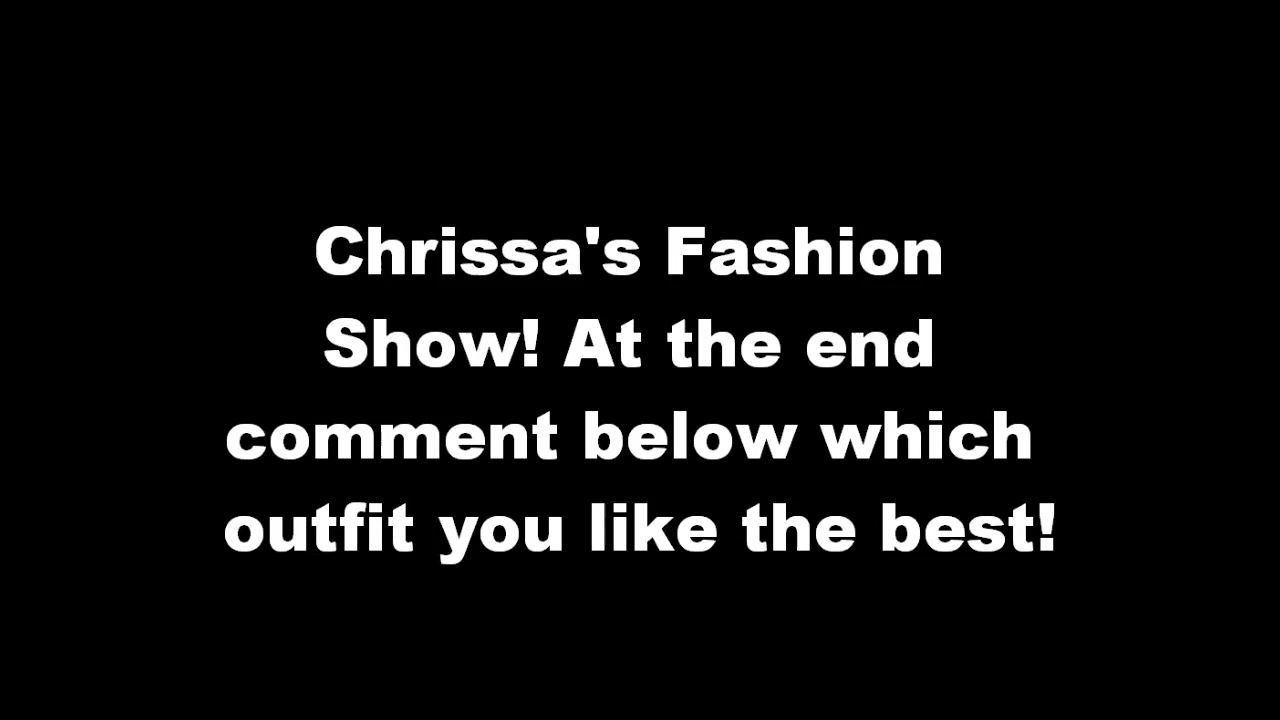 Chrissa's Fashion
Show! At the end
comment below which
outfit you like the best!